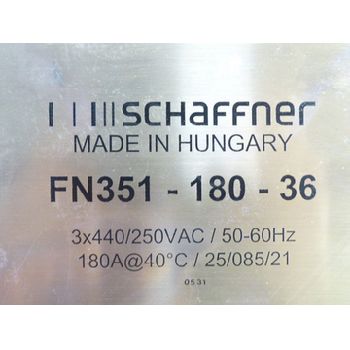 SCHAFFNER
MADE IN HUNGARY
FN351 - 180 - 36
3x440/250VAC / 50-60Hz
180A@40°C / 25/085/21
0531